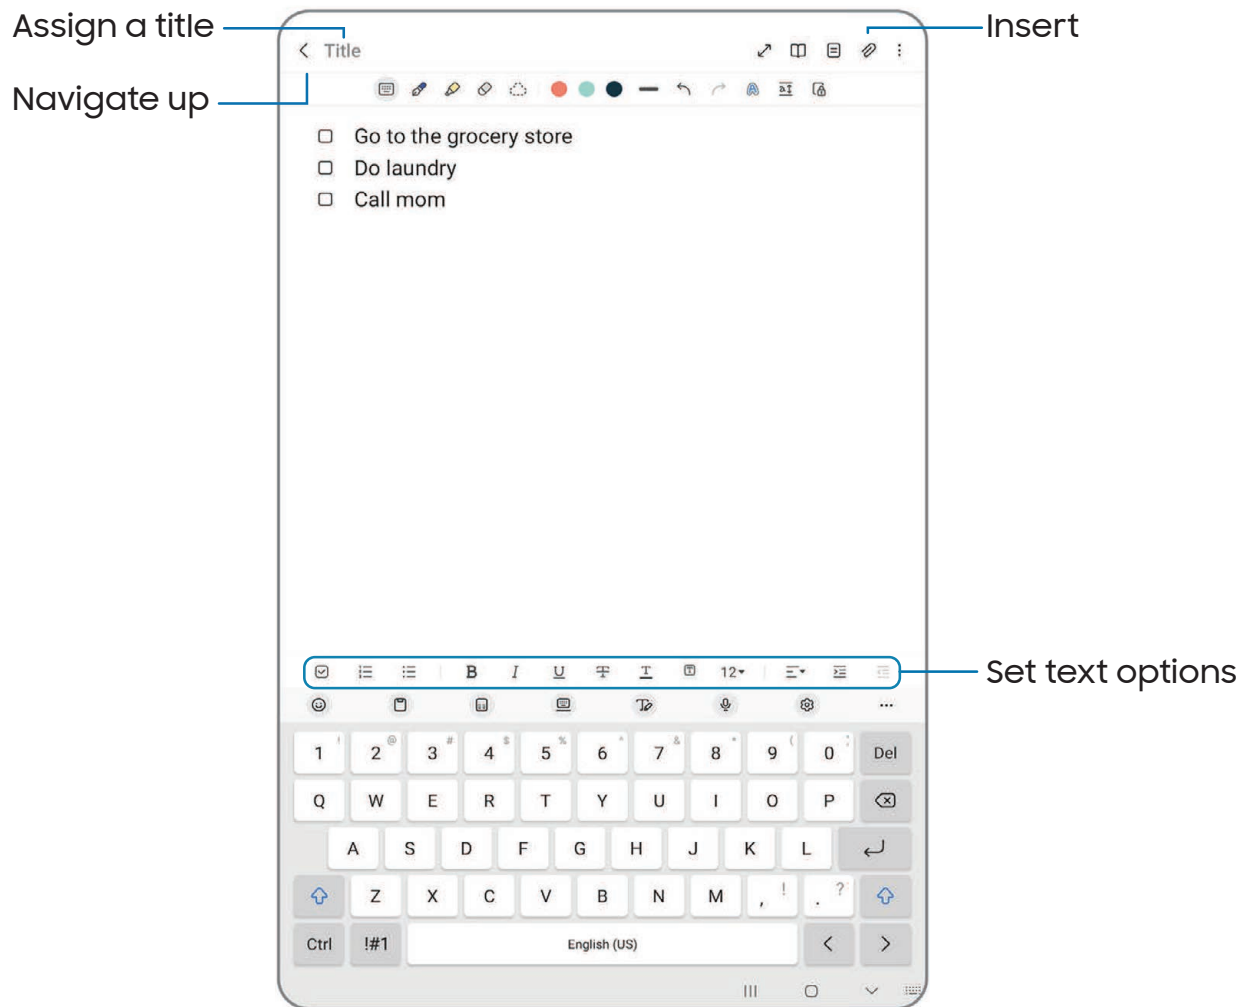 Assign a title
Insert
Title
Navigate up
Go to the grocery store
Do laundry
Call mom
B I U T T T 12
Set text options
1 ! 2 @ 3 # 4 $ 5 % 6 ^ 7 & 8 * 9 ( 0 ) Del
Q W E R T Y U I O P
A S D F G H J K L
Z X C V B N M , ! . ?
Ctrl !#1 English (US) < >